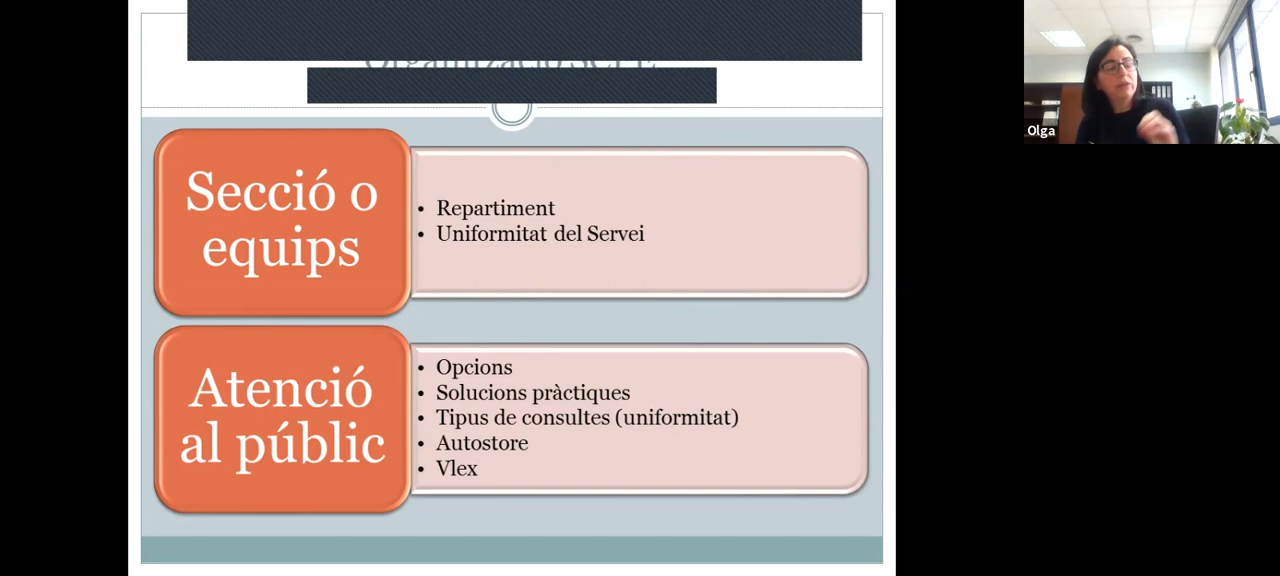 Secció o
equips
• Repartiment
• Uniformitat del Servei
Atenció
al públic
• Opcions
• Solucions pràctiques
• Tipus de consultes (uniformitat)
• Autostore
• Vlex
Olga